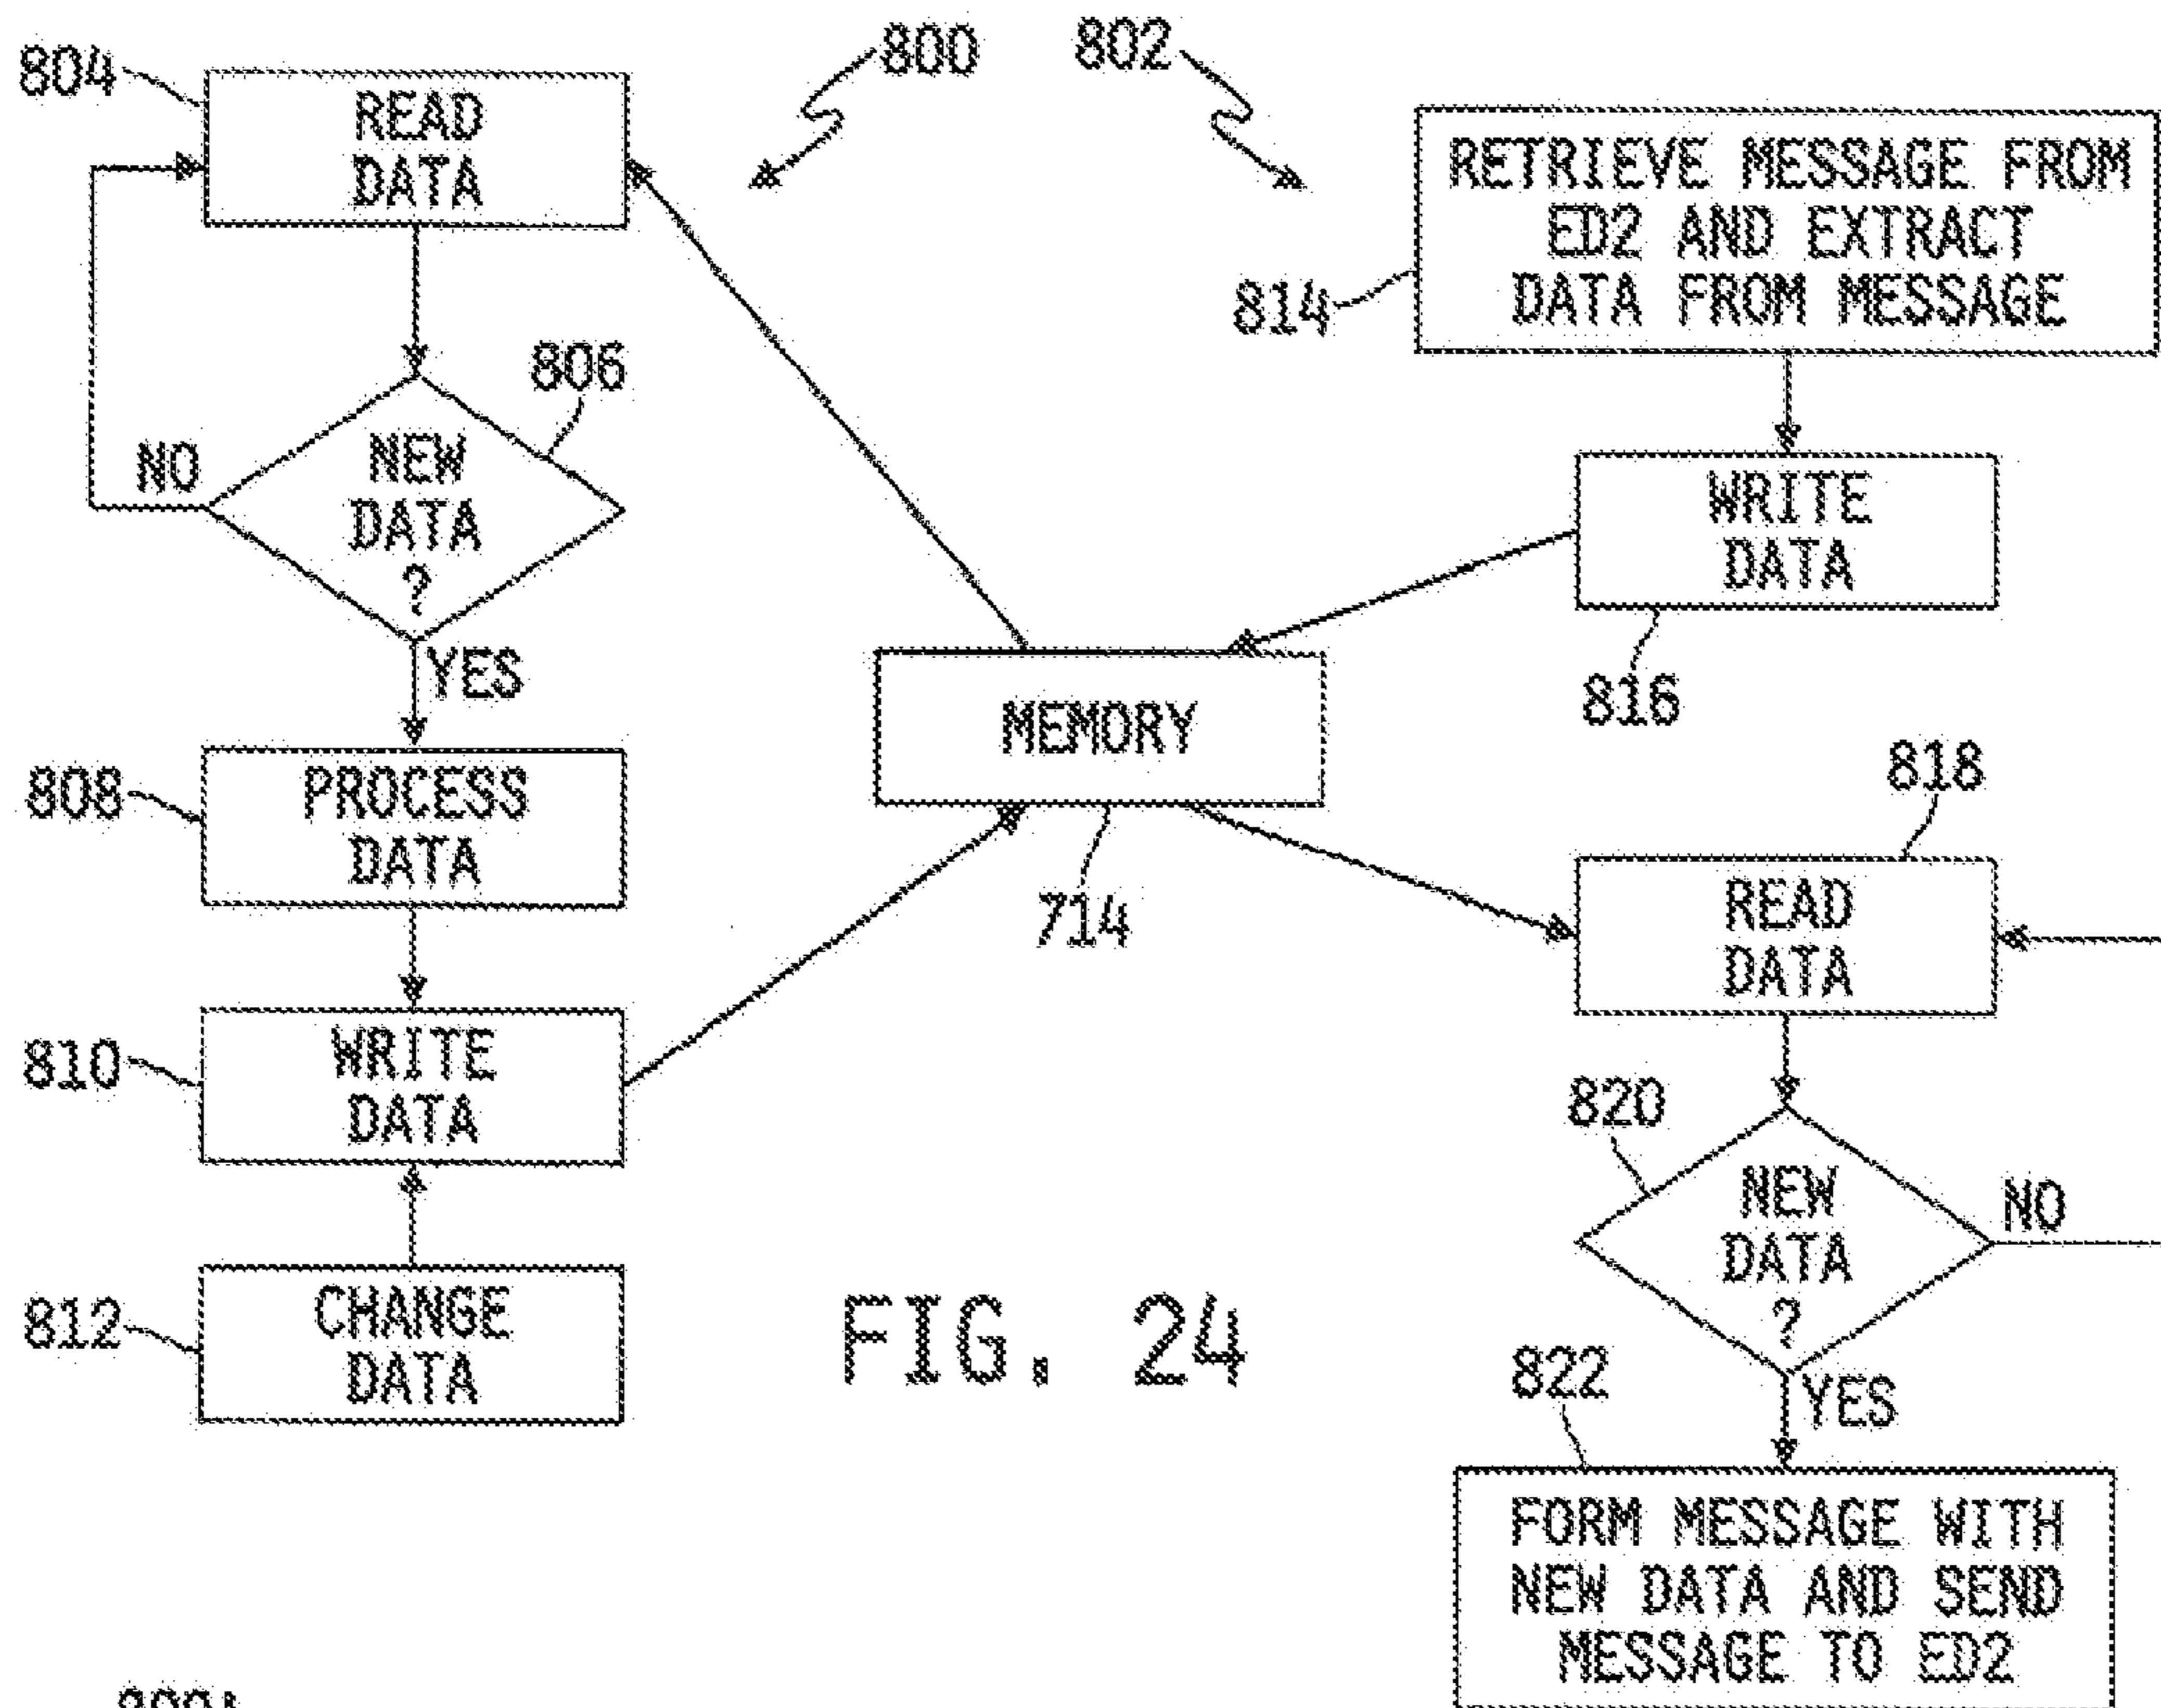 800
802
804
READ
DATA
RETRIEVE MESSAGE FROM
ED2 AND EXTRACT
DATA FROM MESSAGE
814
806
NEW
DATA
?
NO
YES
WRITE
DATA
816
MEMORY
714
808
PROCESS
DATA
818
READ
DATA
810
WRITE
DATA
820
NEW
DATA
?
NO
YES
812
CHANGE
DATA
FIG. 24
822
FORM MESSAGE WITH
NEW DATA AND SEND
MESSAGE TO ED2